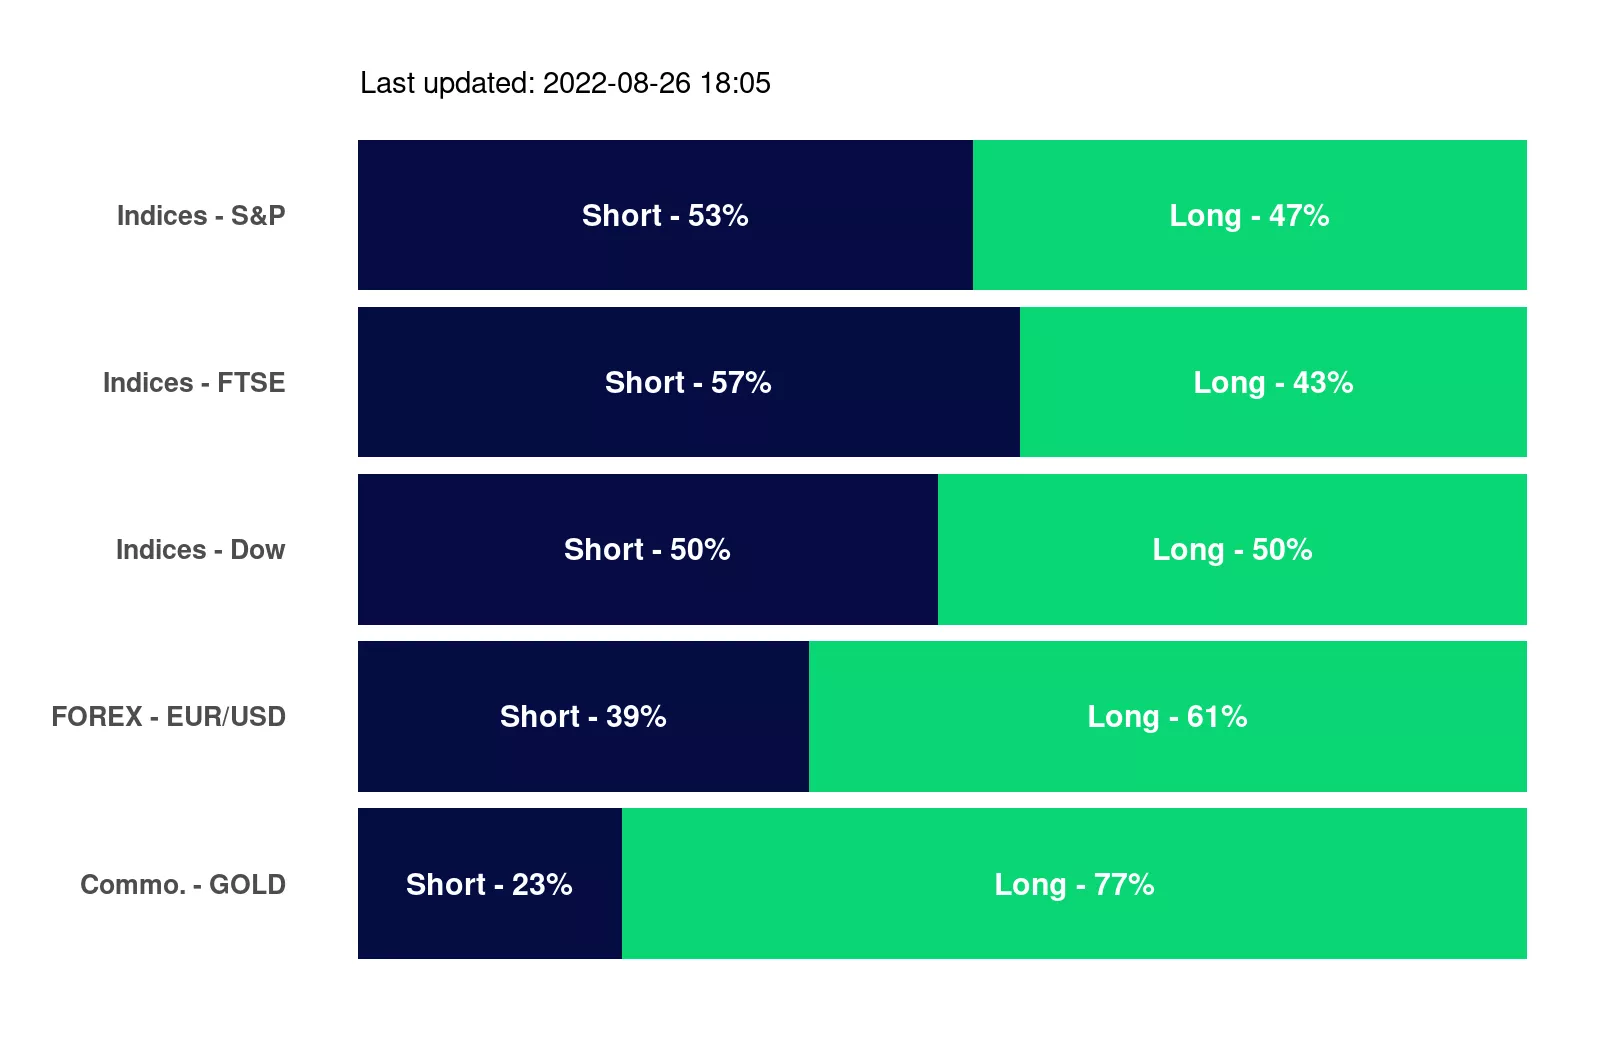 Last updated: 2022-08-26 18:05
Indices - S&P Short - 53% Long - 47%
Indices - FTSE Short - 57% Long - 43%
Indices - Dow Short - 50% Long - 50%
FOREX - EUR/USD Short - 39% Long - 61%
Commo. - GOLD Short - 23% Long - 77%